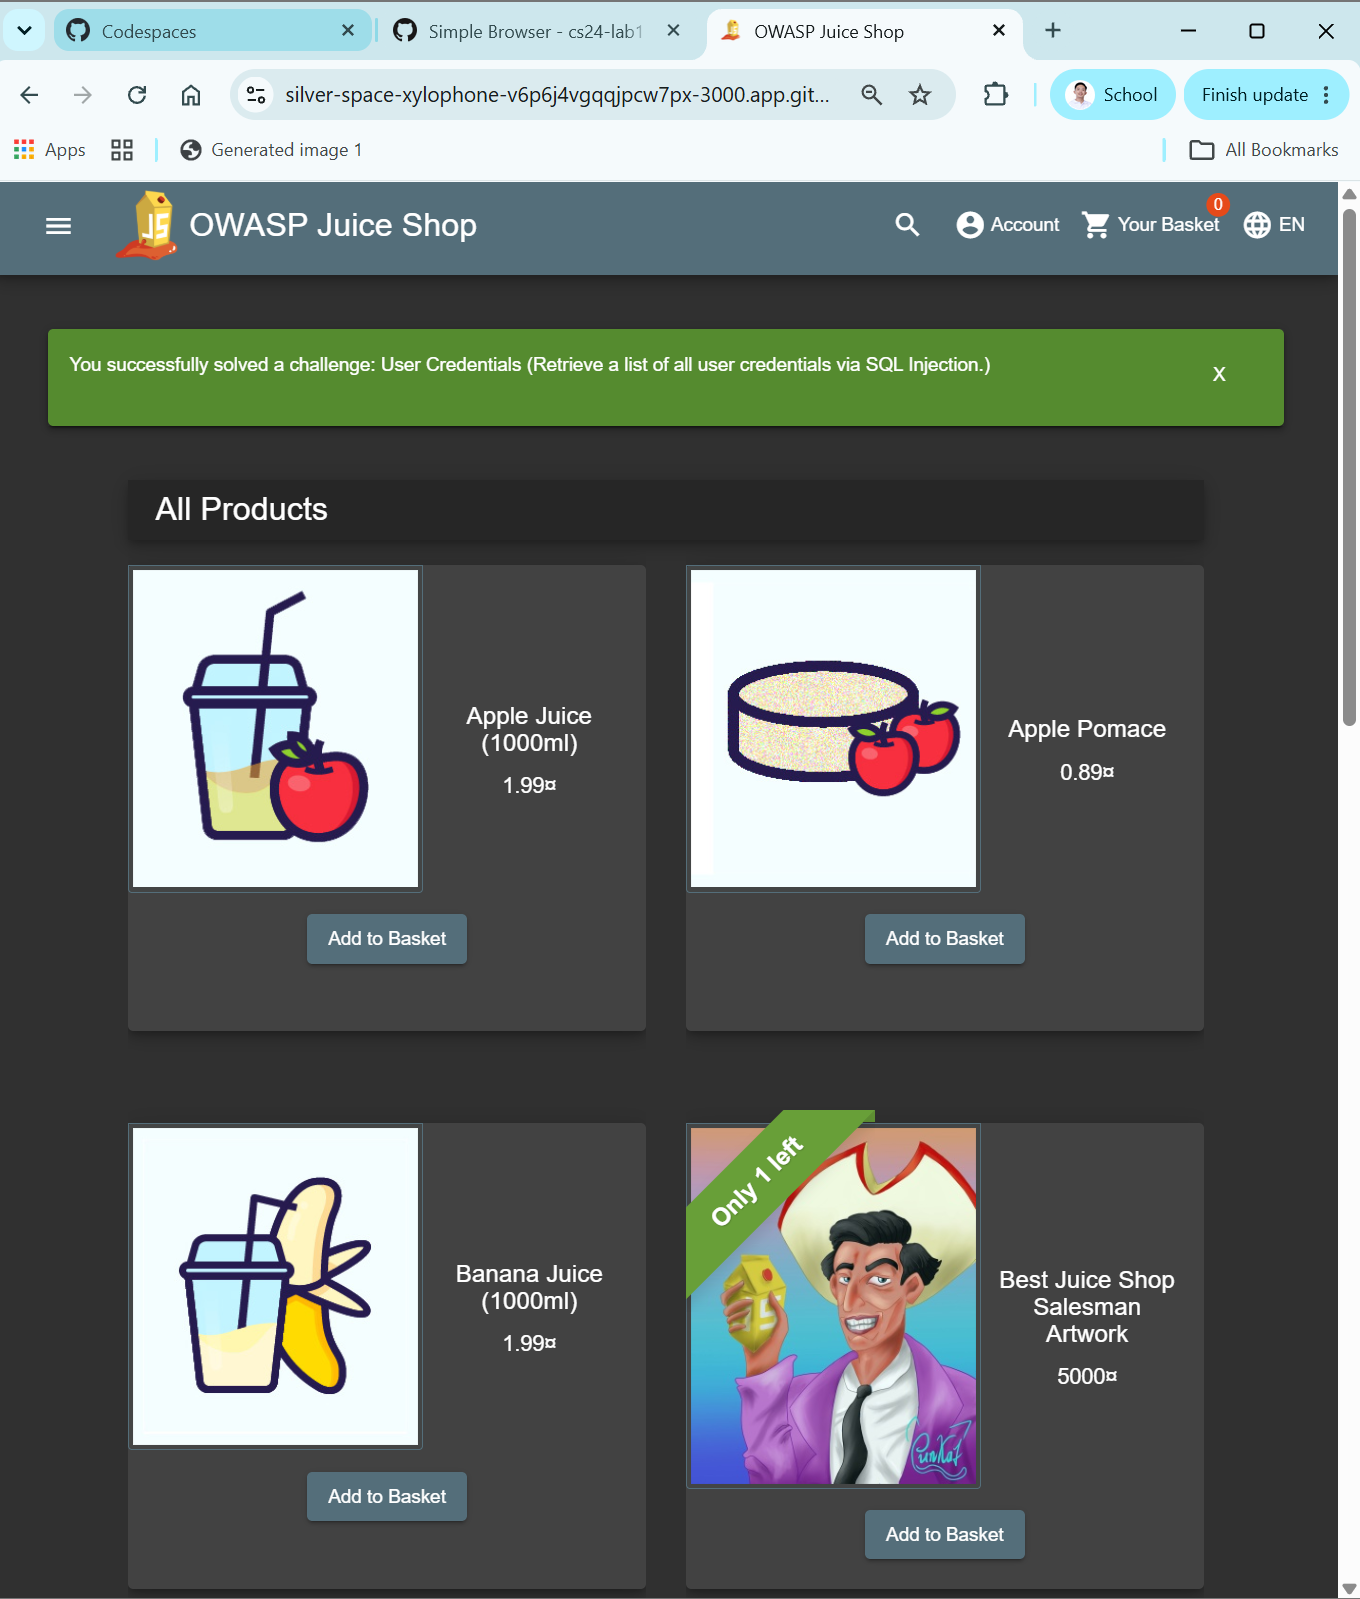 Codespaces
Simple Browser - cs24-lab1
OWASP Juice Shop
silver-space-xylophone-v6p6j4vgqqjpcw7px-3000.app.git...
School
Finish update
Apps
Generated image 1
All Bookmarks
JS
OWASP Juice Shop
Account
0
Your Basket
EN
You successfully solved a challenge: User Credentials (Retrieve a list of all user credentials via SQL Injection.)
X
All Products
Apple Juice
(1000ml)
1.99¤
Add to Basket
Apple Pomace
0.89¤
Add to Basket
Banana Juice
(1000ml)
1.99¤
Add to Basket
Only 1 left
JS
Best Juice Shop
Salesman
Artwork
5000¤
Add to Basket